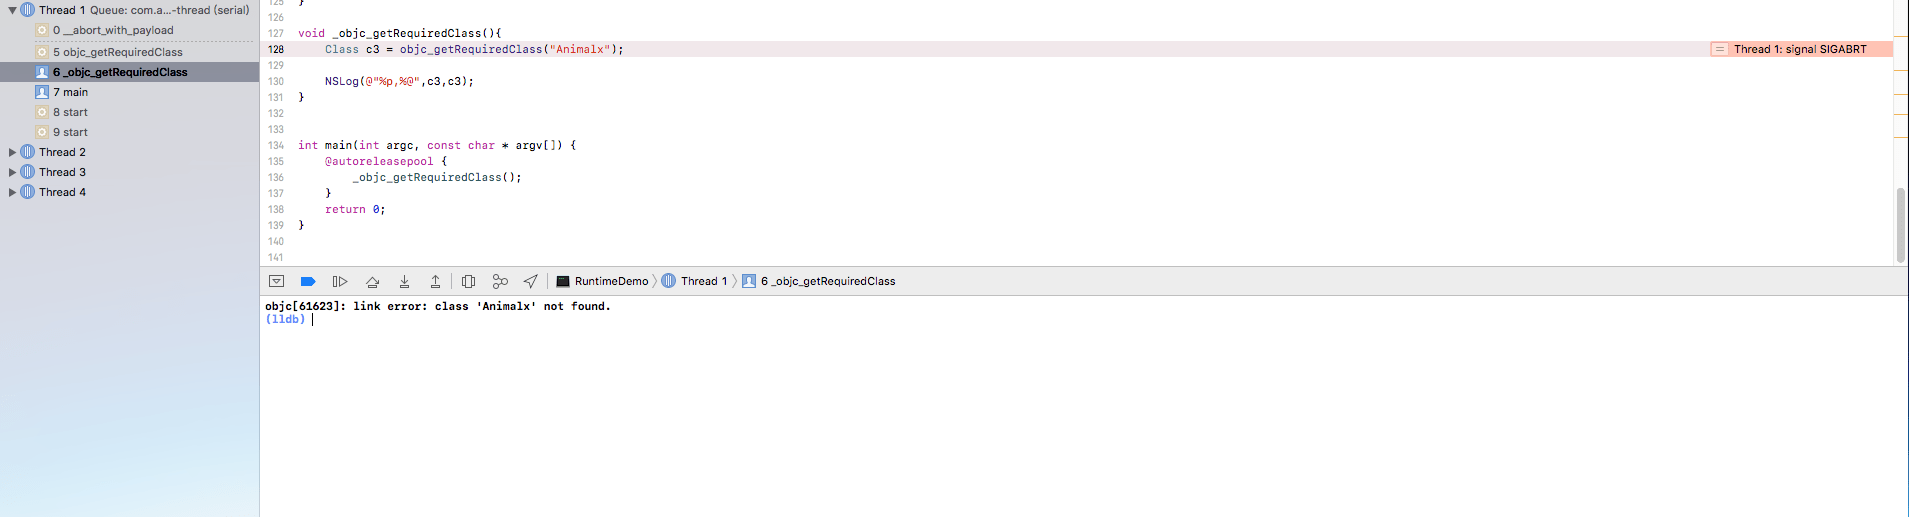 Thread 1 Queue: com.a...-thread (serial)
0 __abort_with_payload
5 objc_getRequiredClass
6 _objc_getRequiredClass
7 main
8 start
9 start
Thread 2
Thread 3
Thread 4
125 }
126
127 void _objc_getRequiredClass(){
128 Class c3 = objc_getRequiredClass("Animalx");
Thread 1: signal SIGABRT
129
130 NSLog(@"%p,%@",c3,c3);
131 }
132
133
134 int main(int argc, const char * argv[]) {
135 @autoreleasepool {
136 _objc_getRequiredClass();
137 }
138 return 0;
139 }
140
141
RuntimeDemo 〉 Thread 1 〉 6 _objc_getRequiredClass
objc[61623]: link error: class 'Animalx' not found.
(lldb)